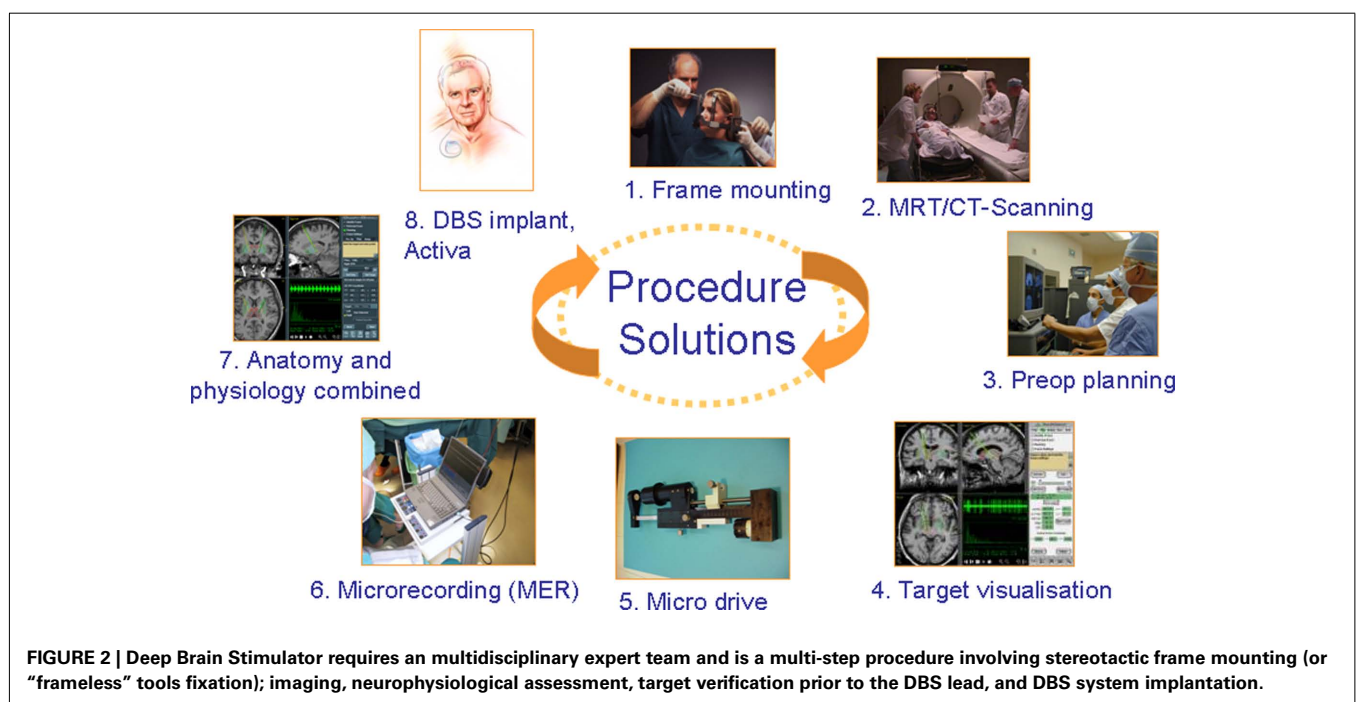 1. Frame mounting
2. MRT/CT-Scanning
3. Preop planning
4. Target visualisation
5. Micro drive
6. Microrecording (MER)
7. Anatomy and
physiology combined
8. DBS implant,
Activa
Procedure
Solutions
FIGURE 2 | Deep Brain Stimulator requires an multidisciplinary expert team and is a multi-step procedure involving stereotactic frame mounting (or
“frameless” tools fixation); imaging, neurophysiological assessment, target verification prior to the DBS lead, and DBS system implantation.